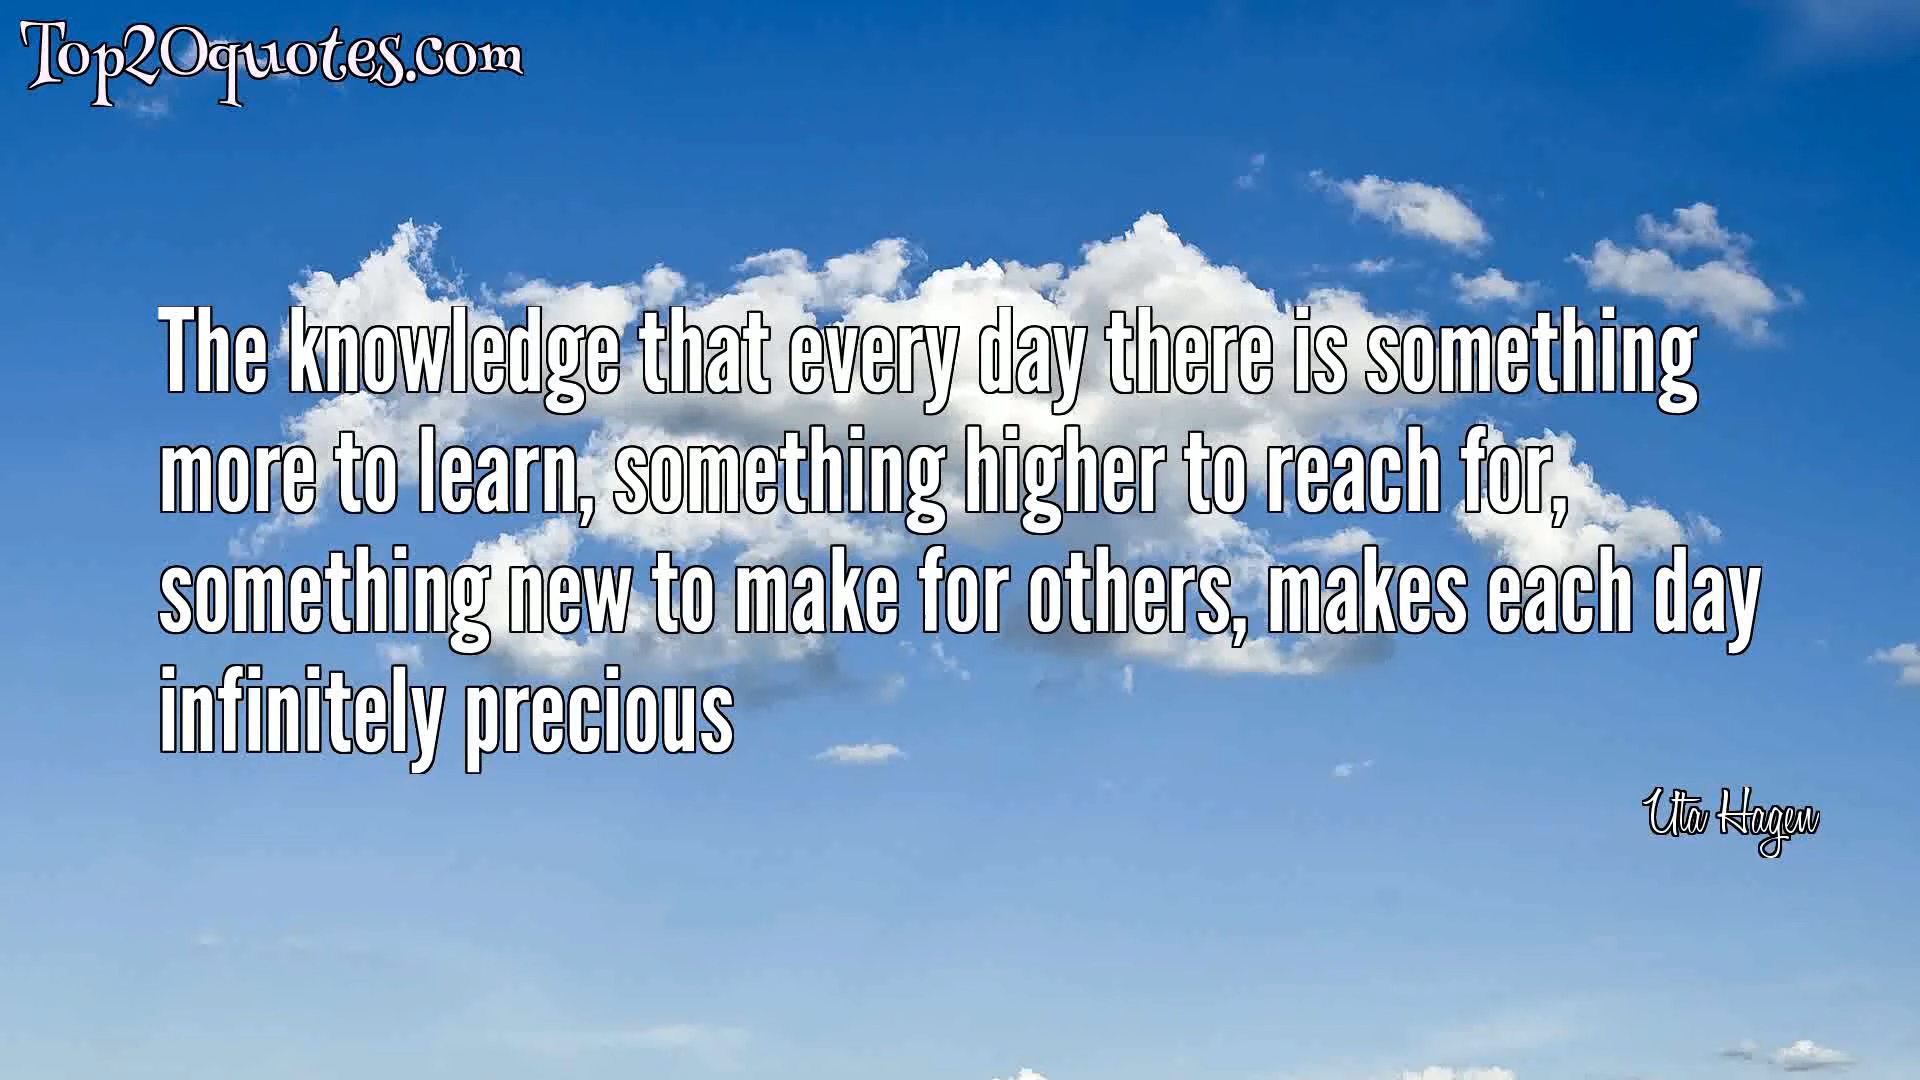 Top20quotes.com
The knowledge that every day there is something
more to learn, something higher to reach for,
something new to make for others, makes each day
infinitely precious
Uta Hagen